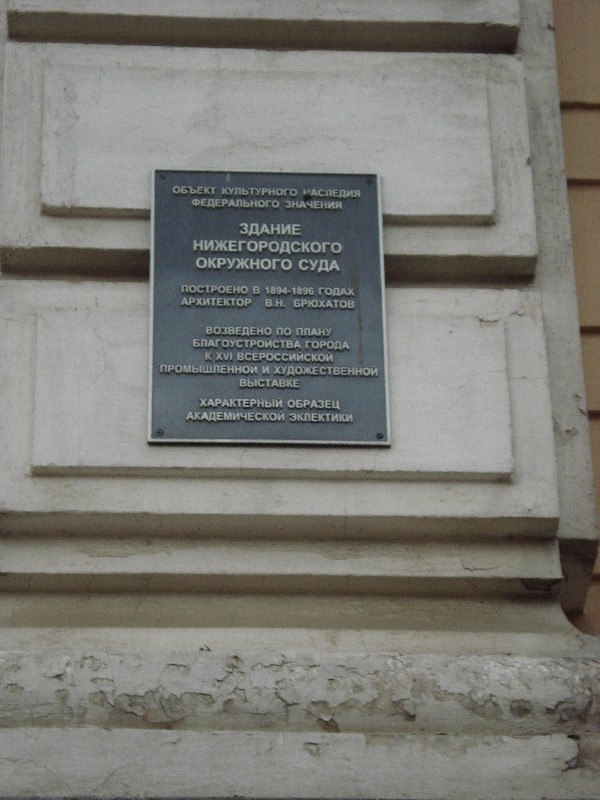 ОБЪЕКТ КУЛЬТУРНОГО НАСЛЕДИЯ
ФЕДЕРАЛЬНОГО ЗНАЧЕНИЯ
ЗДАНИЕ
НИЖЕГОРОДСКОГО
ОКРУЖНОГО СУДА
ПОСТРОЕНО В 1894-1896 ГОДАХ
АРХИТЕКТОР В.Н. БРЮХАТОВ
ВОЗВЕДЕНО ПО ПЛАНУ
БЛАГОУСТРОЙСТВА ГОРОДА
К XVI ВСЕРОССИЙСКОЙ
ПРОМЫШЛЕННОЙ И ХУДОЖЕСТВЕННОЙ
ВЫСТАВКЕ
ХАРАКТЕРНЫЙ ОБРАЗЕЦ
АКАДЕМИЧЕСКОЙ ЭКЛЕКТИКИ